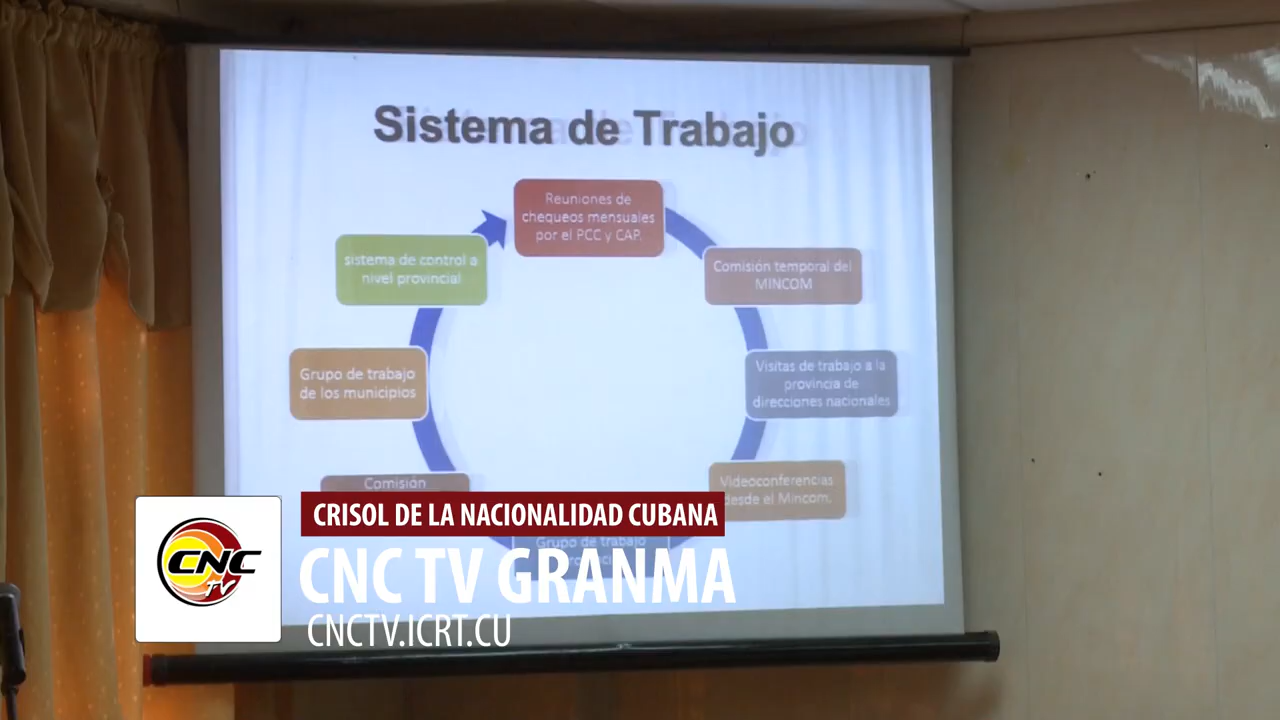 Sistema de Trabajo
Reuniones de
chequeos mensuales
por el PCC y CAP.
Comisión temporal del
MINCOM
Visitas de trabajo a la
provincia de
direcciones nacionales
Videoconferencias
desde el Mincom.
Grupo de trabajo
Comisión
Grupo de trabajo
de los municipios
sistema de control a
nivel provincial
CRISOL DE LA NACIONALIDAD CUBANA
CNC TV GRANMA
CNCTV.ICRT.CU
CNC
TV